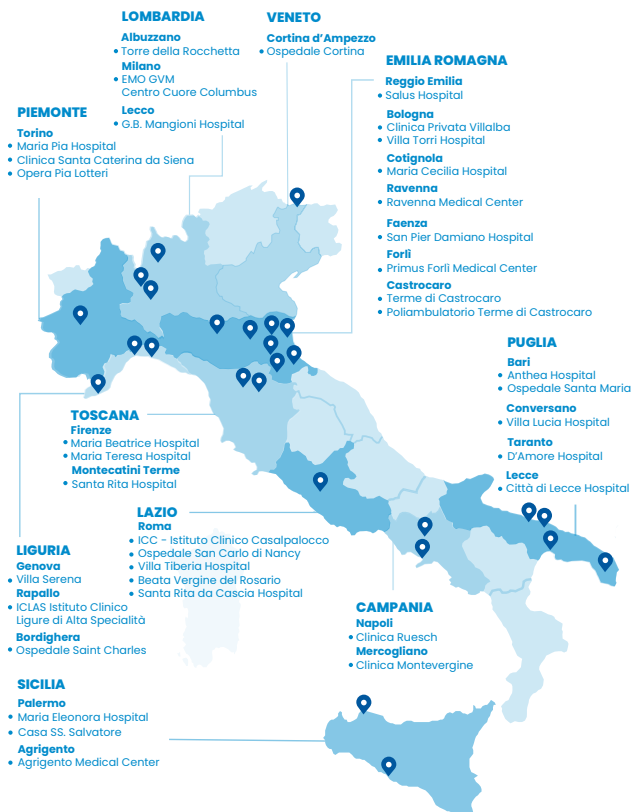 LOMBARDIA
Albuzzano
• Torre della Rocchetta
Milano
• EMO GVM
Centro Cuore Columbus
Lecco
• G.B. Mangioni Hospital
VENETO
Cortina d’Ampezzo
• Ospedale Cortina
EMILIA ROMAGNA
Reggio Emilia
• Salus Hospital
Bologna
• Clinica Privata Villalba
• Villa Torri Hospital
Cotignola
• Maria Cecilia Hospital
Ravenna
• Ravenna Medical Center
Faenza
• San Pier Damiano Hospital
Forlì
• Primus Forlì Medical Center
Castrocaro
• Terme di Castrocaro
• Poliambulatorio Terme di Castrocaro
PIEMONTE
Torino
• Maria Pia Hospital
• Clinica Santa Caterina da Siena
• Opera Pia Lotteri
PUGLIA
Bari
• Anthea Hospital
• Ospedale Santa Maria
Conversano
• Villa Lucia Hospital
Taranto
• D’Amore Hospital
Lecce
• Città di Lecce Hospital
TOSCANA
Firenze
• Maria Beatrice Hospital
• Maria Teresa Hospital
Montecatini Terme
• Santa Rita Hospital
LAZIO
Roma
• ICC - Istituto Clinico Casalpalocco
• Ospedale San Carlo di Nancy
• Villa Tiberia Hospital
• Beata Vergine del Rosario
• Santa Rita da Cascia Hospital
LIGURIA
Genova
• Villa Serena
Rapallo
• ICLAS Istituto Clinico
Ligure di Alta Specialità
Bordighera
• Ospedale Saint Charles
CAMPANIA
Napoli
• Clinica Ruesch
Mercogliano
• Clinica Montevergine
SICILIA
Palermo
• Maria Eleonora Hospital
• Casa SS. Salvatore
Agrigento
• Agrigento Medical Center